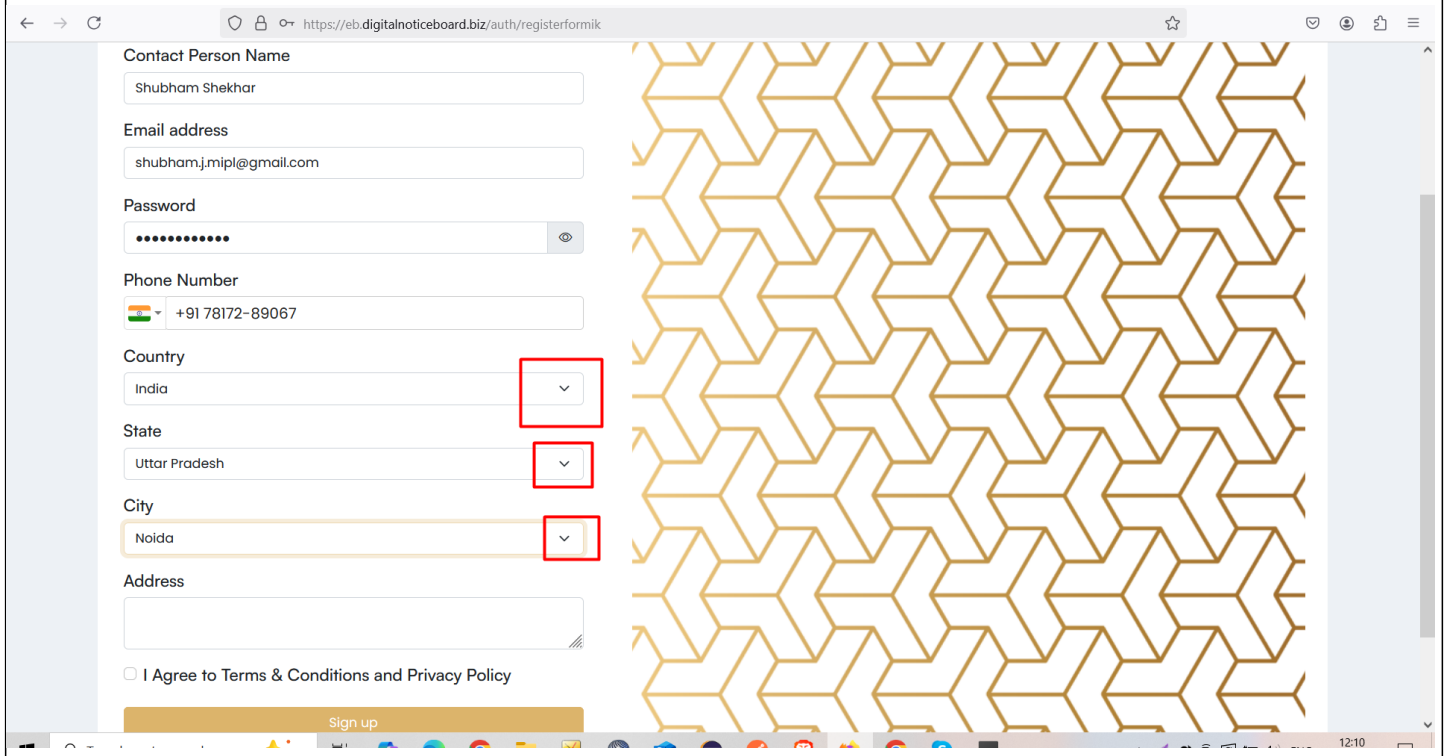 https://eb.digitalnoticeboard.biz/auth/registerformik
Contact Person Name
Shubham Shekhar
Email address
shubham.j.mipl@gmail.com
Password
Phone Number
+91 78172-89067
Country
India
State
Uttar Pradesh
City
Noida
Address
I Agree to Terms & Conditions and Privacy Policy
Sign up
12:10